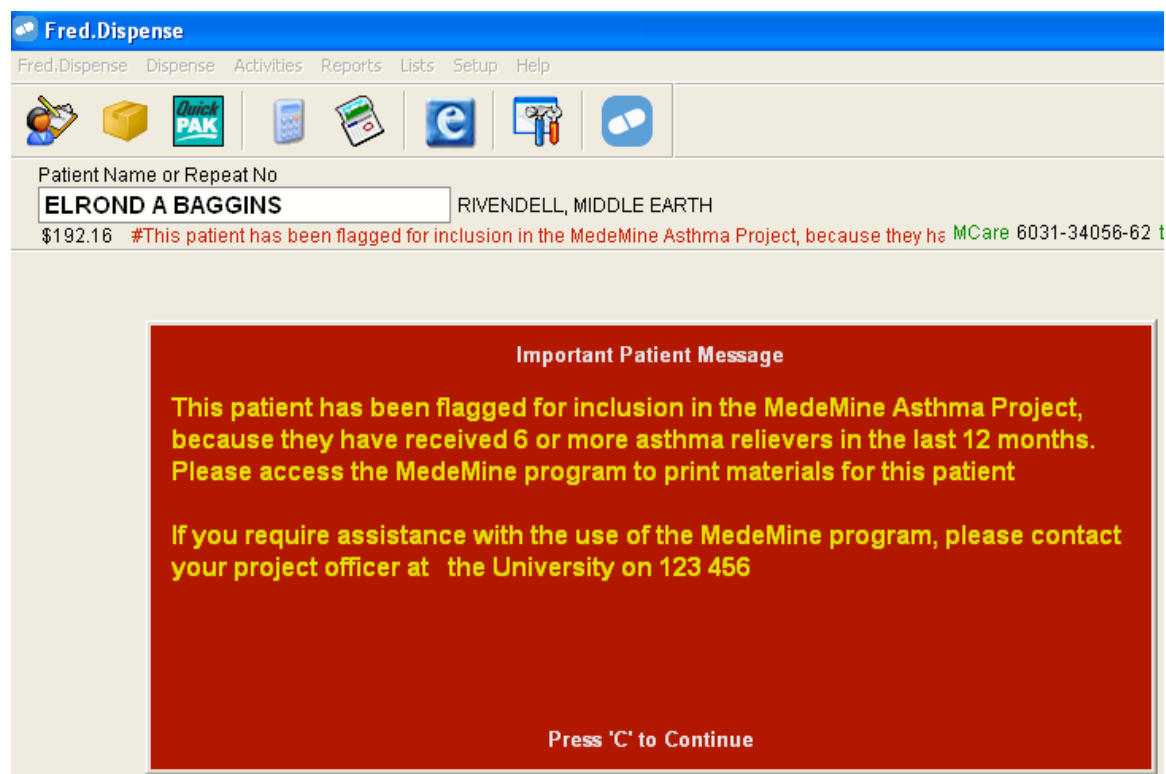 Fred.Dispense
Fred.Dispense Dispense Activities Reports Lists Setup Help
Quick PAK
Patient Name or Repeat No
ELROND A BAGGINS RIVENDELL, MIDDLE EARTH
$192.16 #This patient has been flagged for inclusion in the MedeMine Asthma Project, because they MCare 6031-34056-62
Important Patient Message
This patient has been flagged for inclusion in the MedeMine Asthma Project,
because they have received 6 or more asthma relievers in the last 12 months.
Please access the MedeMine program to print materials for this patient
If you require assistance with the use of the MedeMine program, please contact
your project officer at the University on 123 456
Press 'C' to Continue